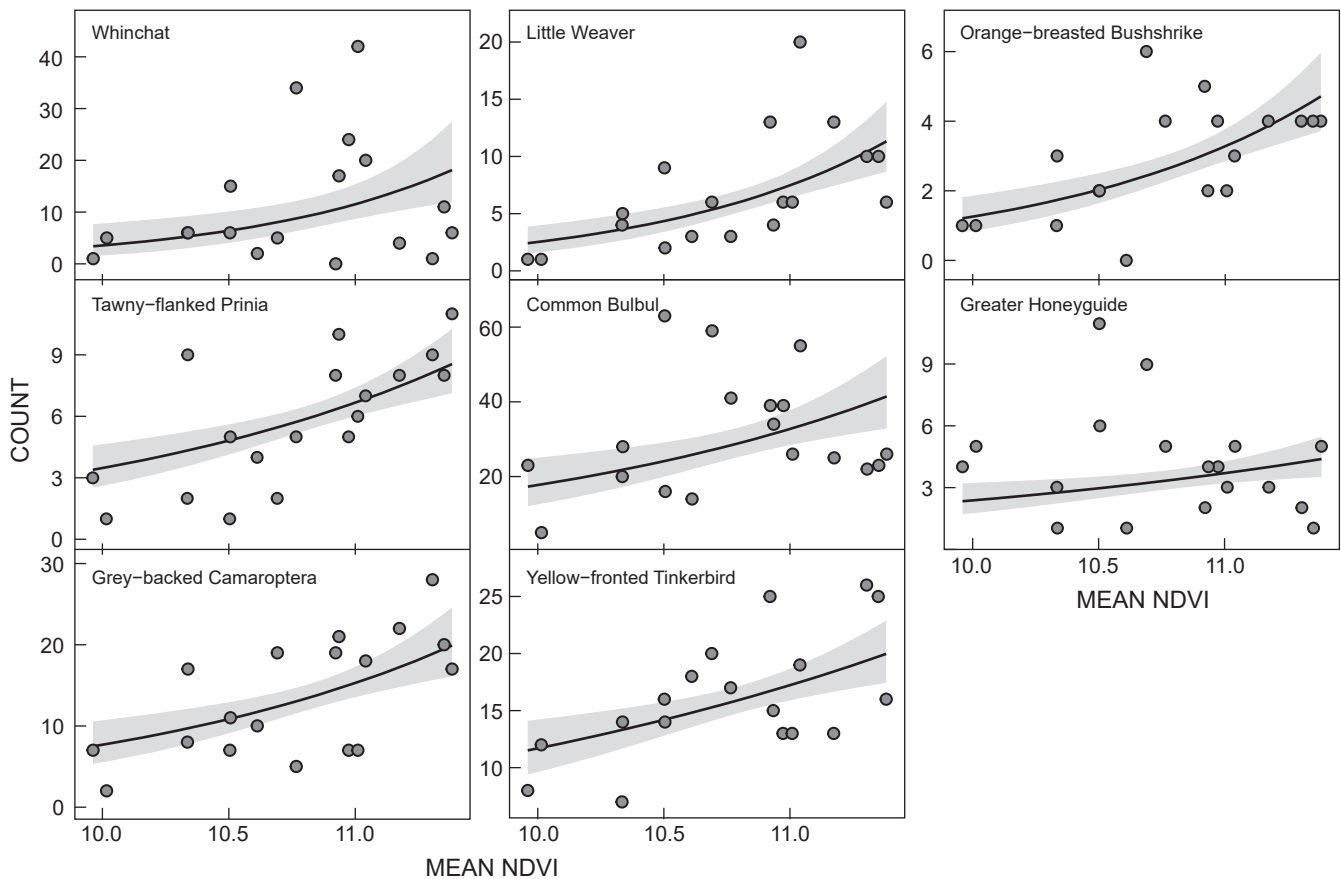 Whinchat
Little Weaver
Orange−breasted Bushshrike
40
30
20
10
0
20
15
10
5
0
6
4
2
0
Tawny−flanked Prinia
Common Bulbul
Greater Honeyguide
9
6
3
0
60
40
20
9
6
3
COUNT
10.0 10.5 11.0
MEAN NDVI
Grey−backed Camaroptera
Yellow−fronted Tinkerbird
30
20
10
0
25
20
15
10
10.0 10.5 11.0
10.0 10.5 11.0
MEAN NDVI